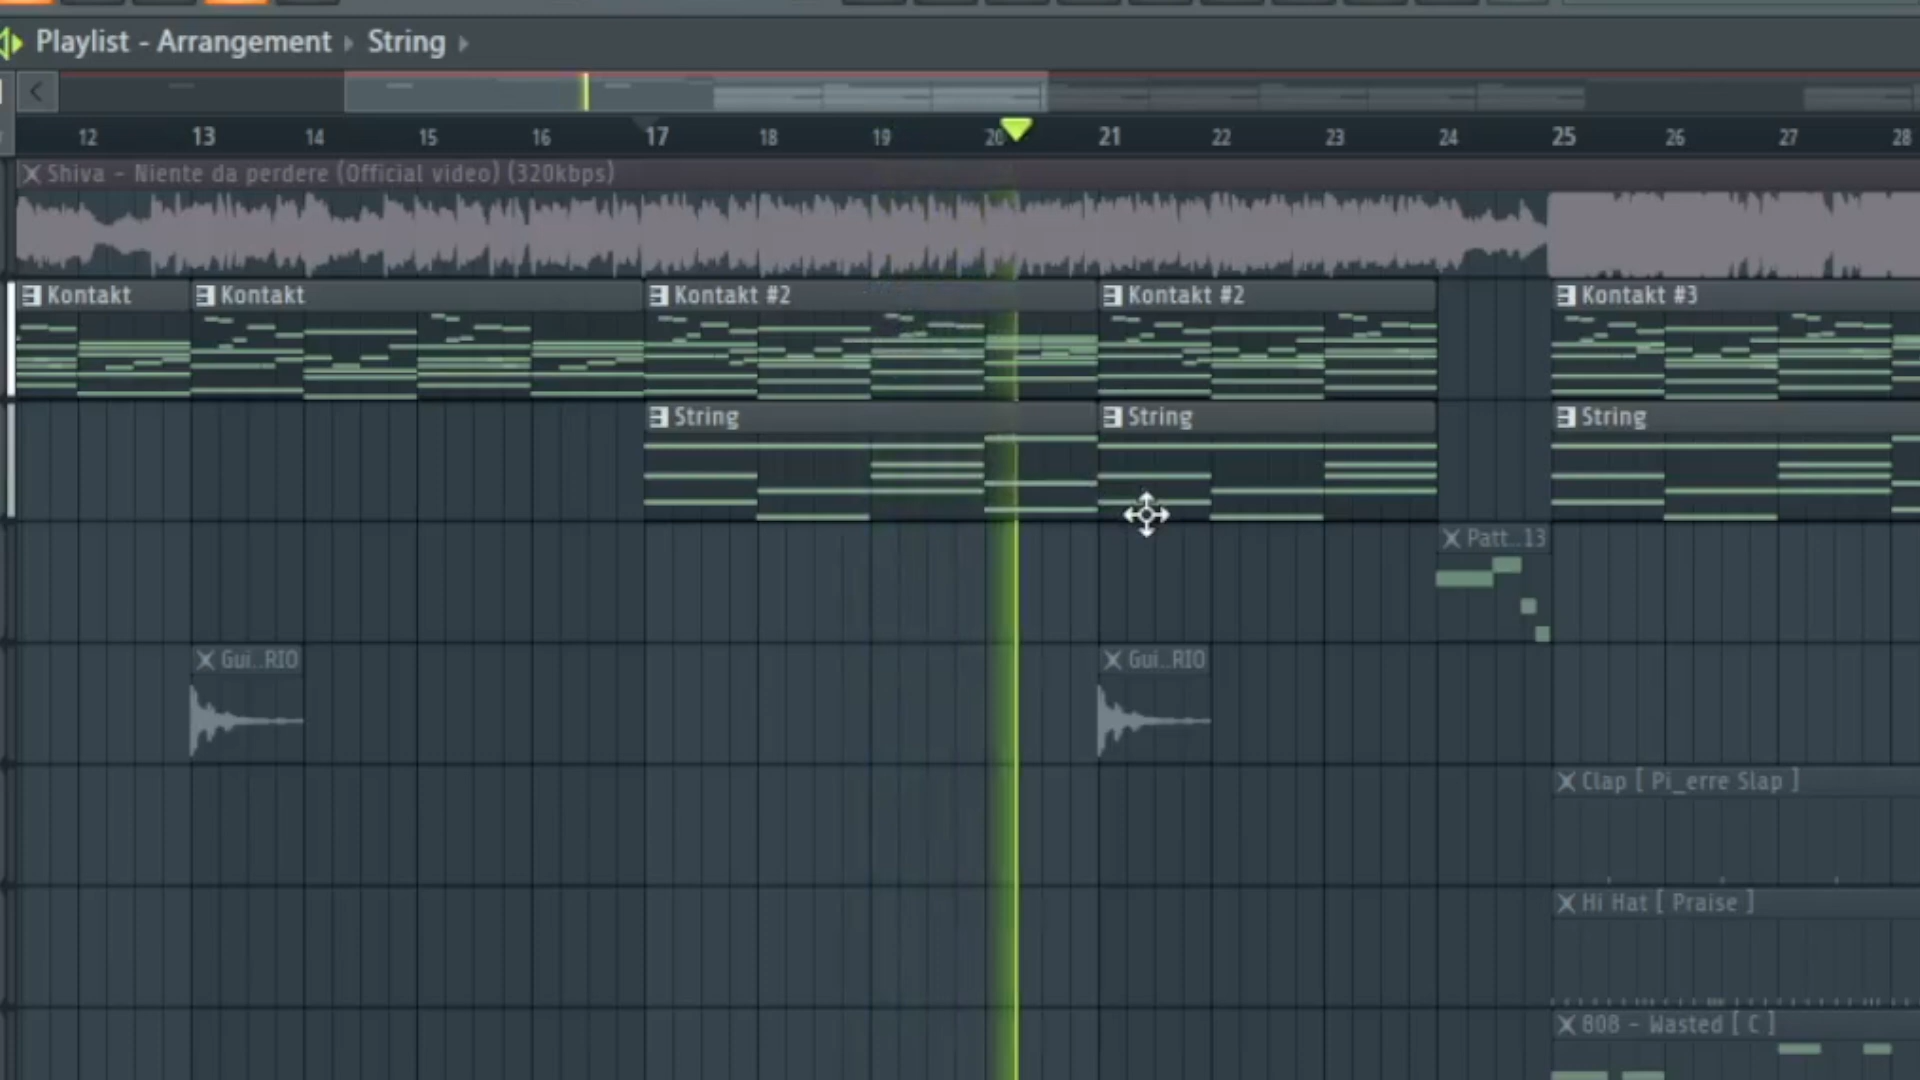 Playlist - Arrangement String
12 13 14 15 16 17 18 19 20 21 22 23 24 25 26 27 28
Shiva - Niente da perdere (Official video) (320kbps)
Kontakt Kontakt Kontakt #2 Kontakt #2 Kontakt #3
String String String
Patt..13
Gui..RIO Gui..RIO
Clap [ Pi_erre Slap ]
Hi Hat [ Praise ]
808 - Wasted [ C ]